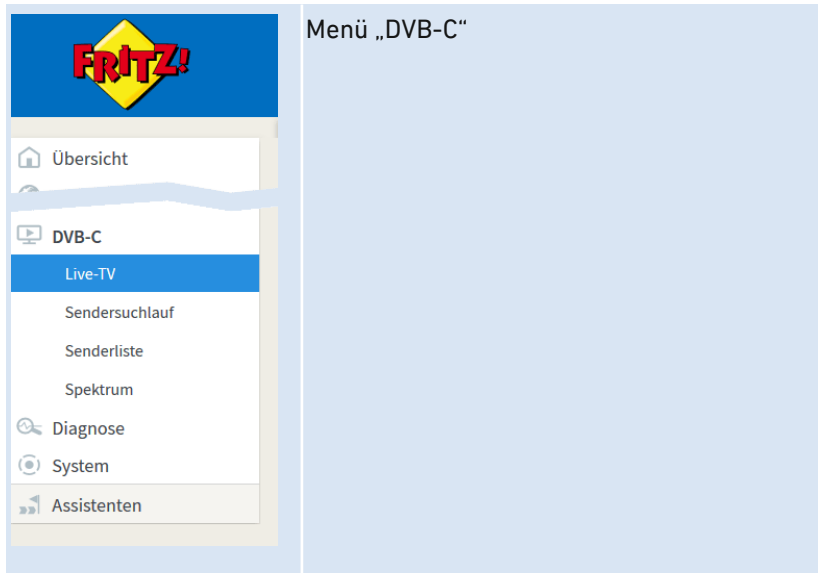 FRITZ!
Menü „DVB-C“
Übersicht
DVB-C
Live-TV
Sendersuchlauf
Senderliste
Spektrum
Diagnose
System
Assistenten